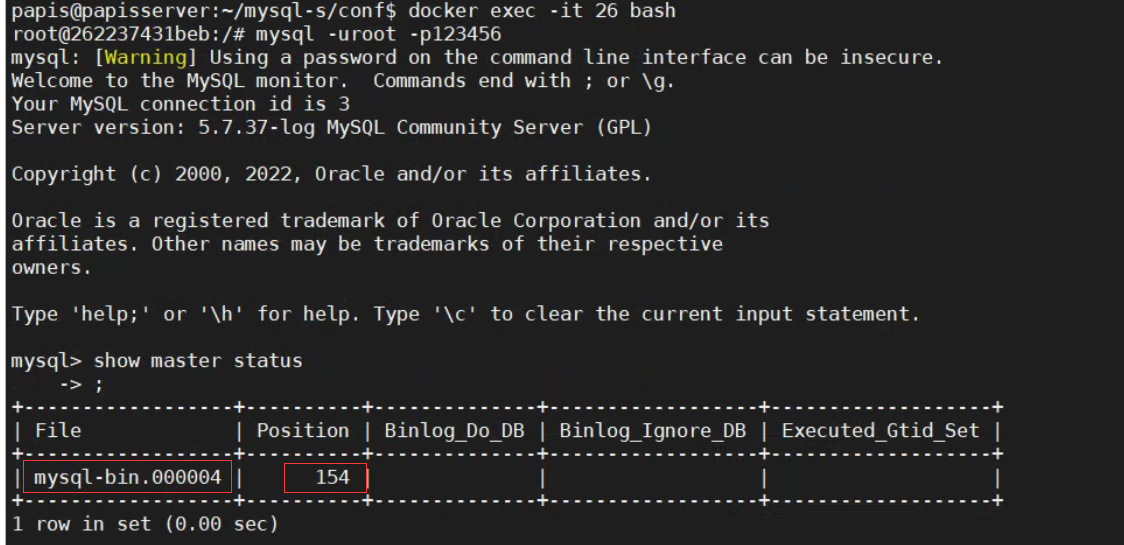 papis@papisserver:~/mysql-s/conf$ docker exec -it 26 bash
root@262237431beb:/# mysql -uroot -p123456
mysql: [Warning] Using a password on the command line interface can be insecure.
Welcome to the MySQL monitor.  Commands end with ; or \g.
Your MySQL connection id is 3
Server version: 5.7.37-log MySQL Community Server (GPL)

Copyright (c) 2000, 2022, Oracle and/or its affiliates.

Oracle is a registered trademark of Oracle Corporation and/or its
affiliates. Other names may be trademarks of their respective
owners.

Type 'help;' or '\h' for help. Type '\c' to clear the current input statement.

mysql> show master status
    -> ;
+------------------+----------+--------------+------------------+-------------------+
| File             | Position | Binlog_Do_DB | Binlog_Ignore_DB | Executed_Gtid_Set |
+------------------+----------+--------------+------------------+-------------------+
| mysql-bin.000004 |      154 |              |                  |                   |
+------------------+----------+--------------+------------------+-------------------+
1 row in set (0.00 sec)